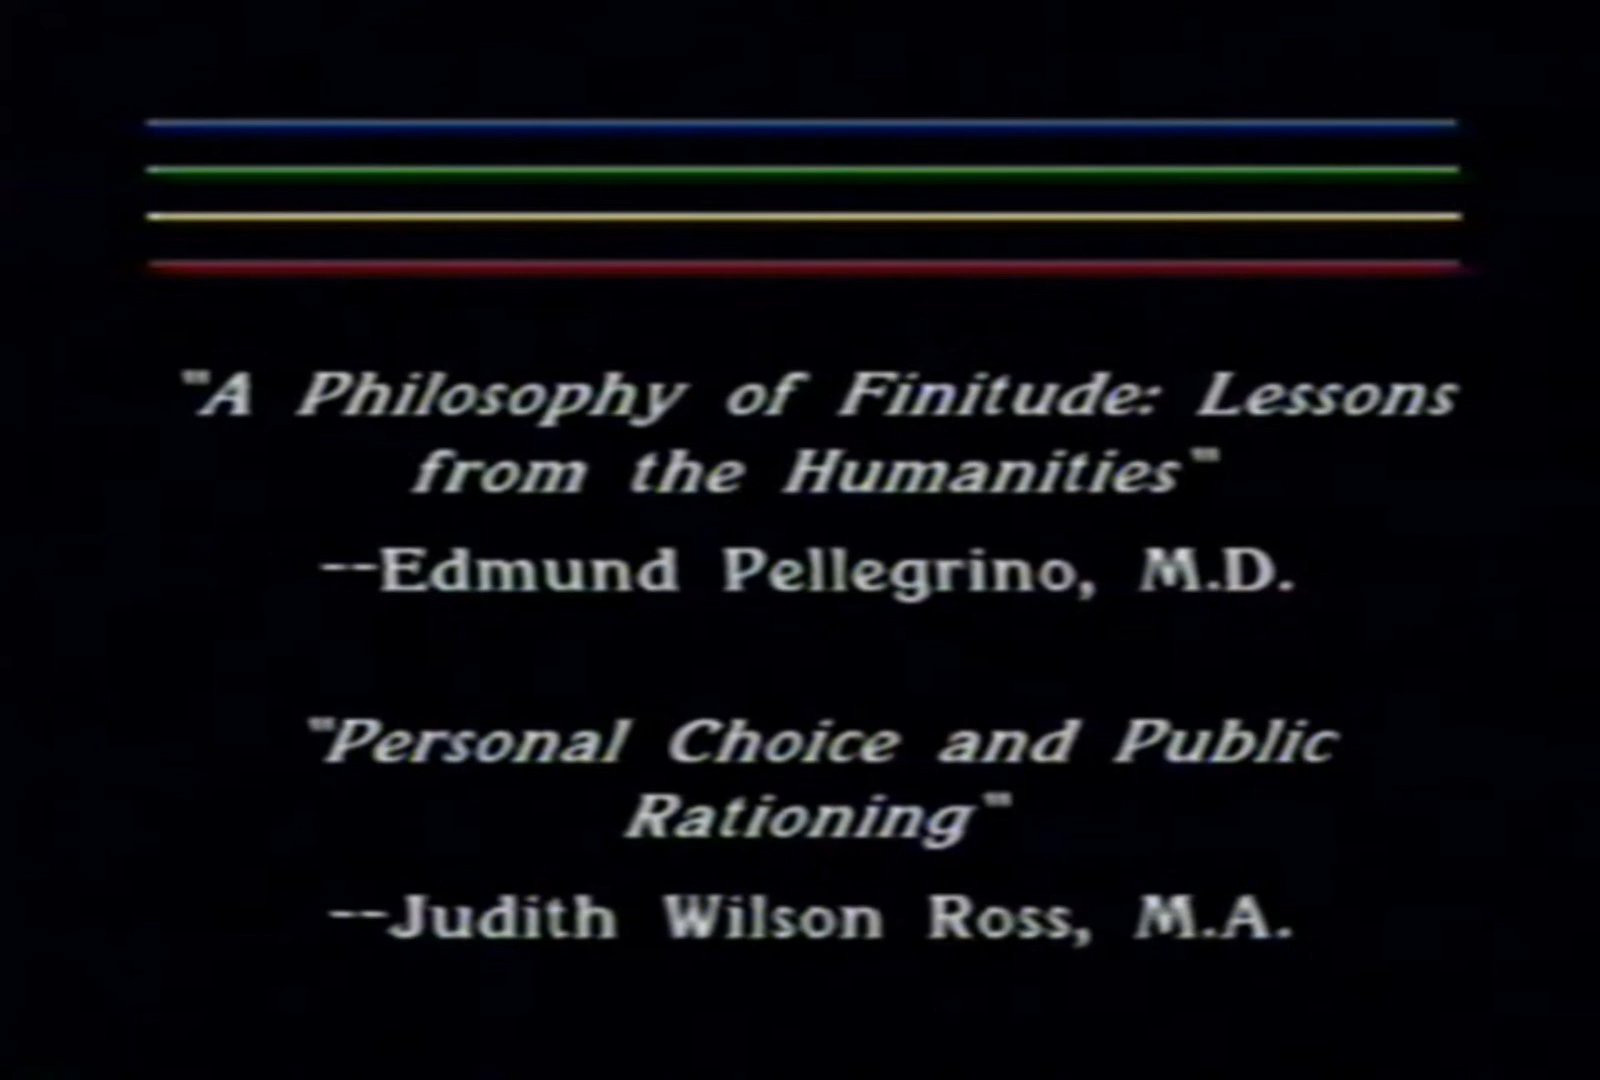 "A Philosophy of Finitude: Lessons
from the Humanities"
--Edmund Pellegrino, M.D.
"Personal Choice and Public
Rationing"
--Judith Wilson Ross, M.A.